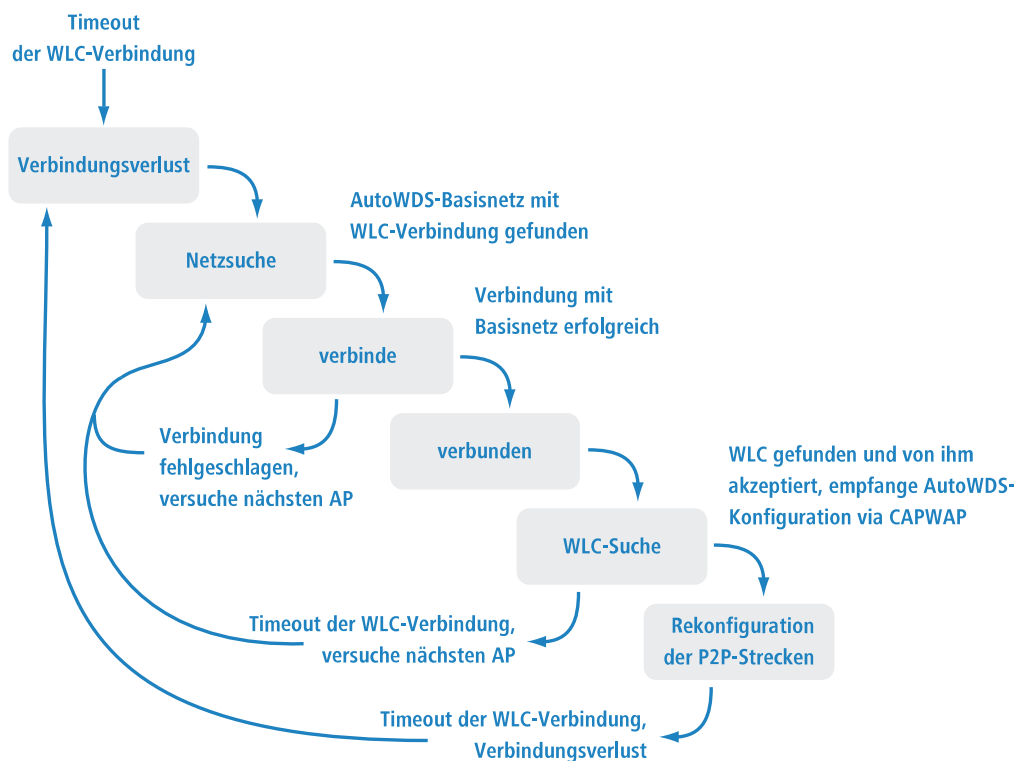 Timeout
der WLC-Verbindung
Verbindungsverlust
AutoWDS-Basisnetz mit
WLC-Verbindung gefunden
Netzsuche
Verbindung mit
Basisnetz erfolgreich
verbinde
Verbindung
fehlgeschlagen,
versuche nächsten AP
verbunden
WLC gefunden und von ihm
akzeptiert, empfange AutoWDS-
Konfiguration via CAPWAP
WLC-Suche
Timeout der WLC-Verbindung,
versuche nächsten AP
Rekonfiguration
der P2P-Strecken
Timeout der WLC-Verbindung,
Verbindungsverlust